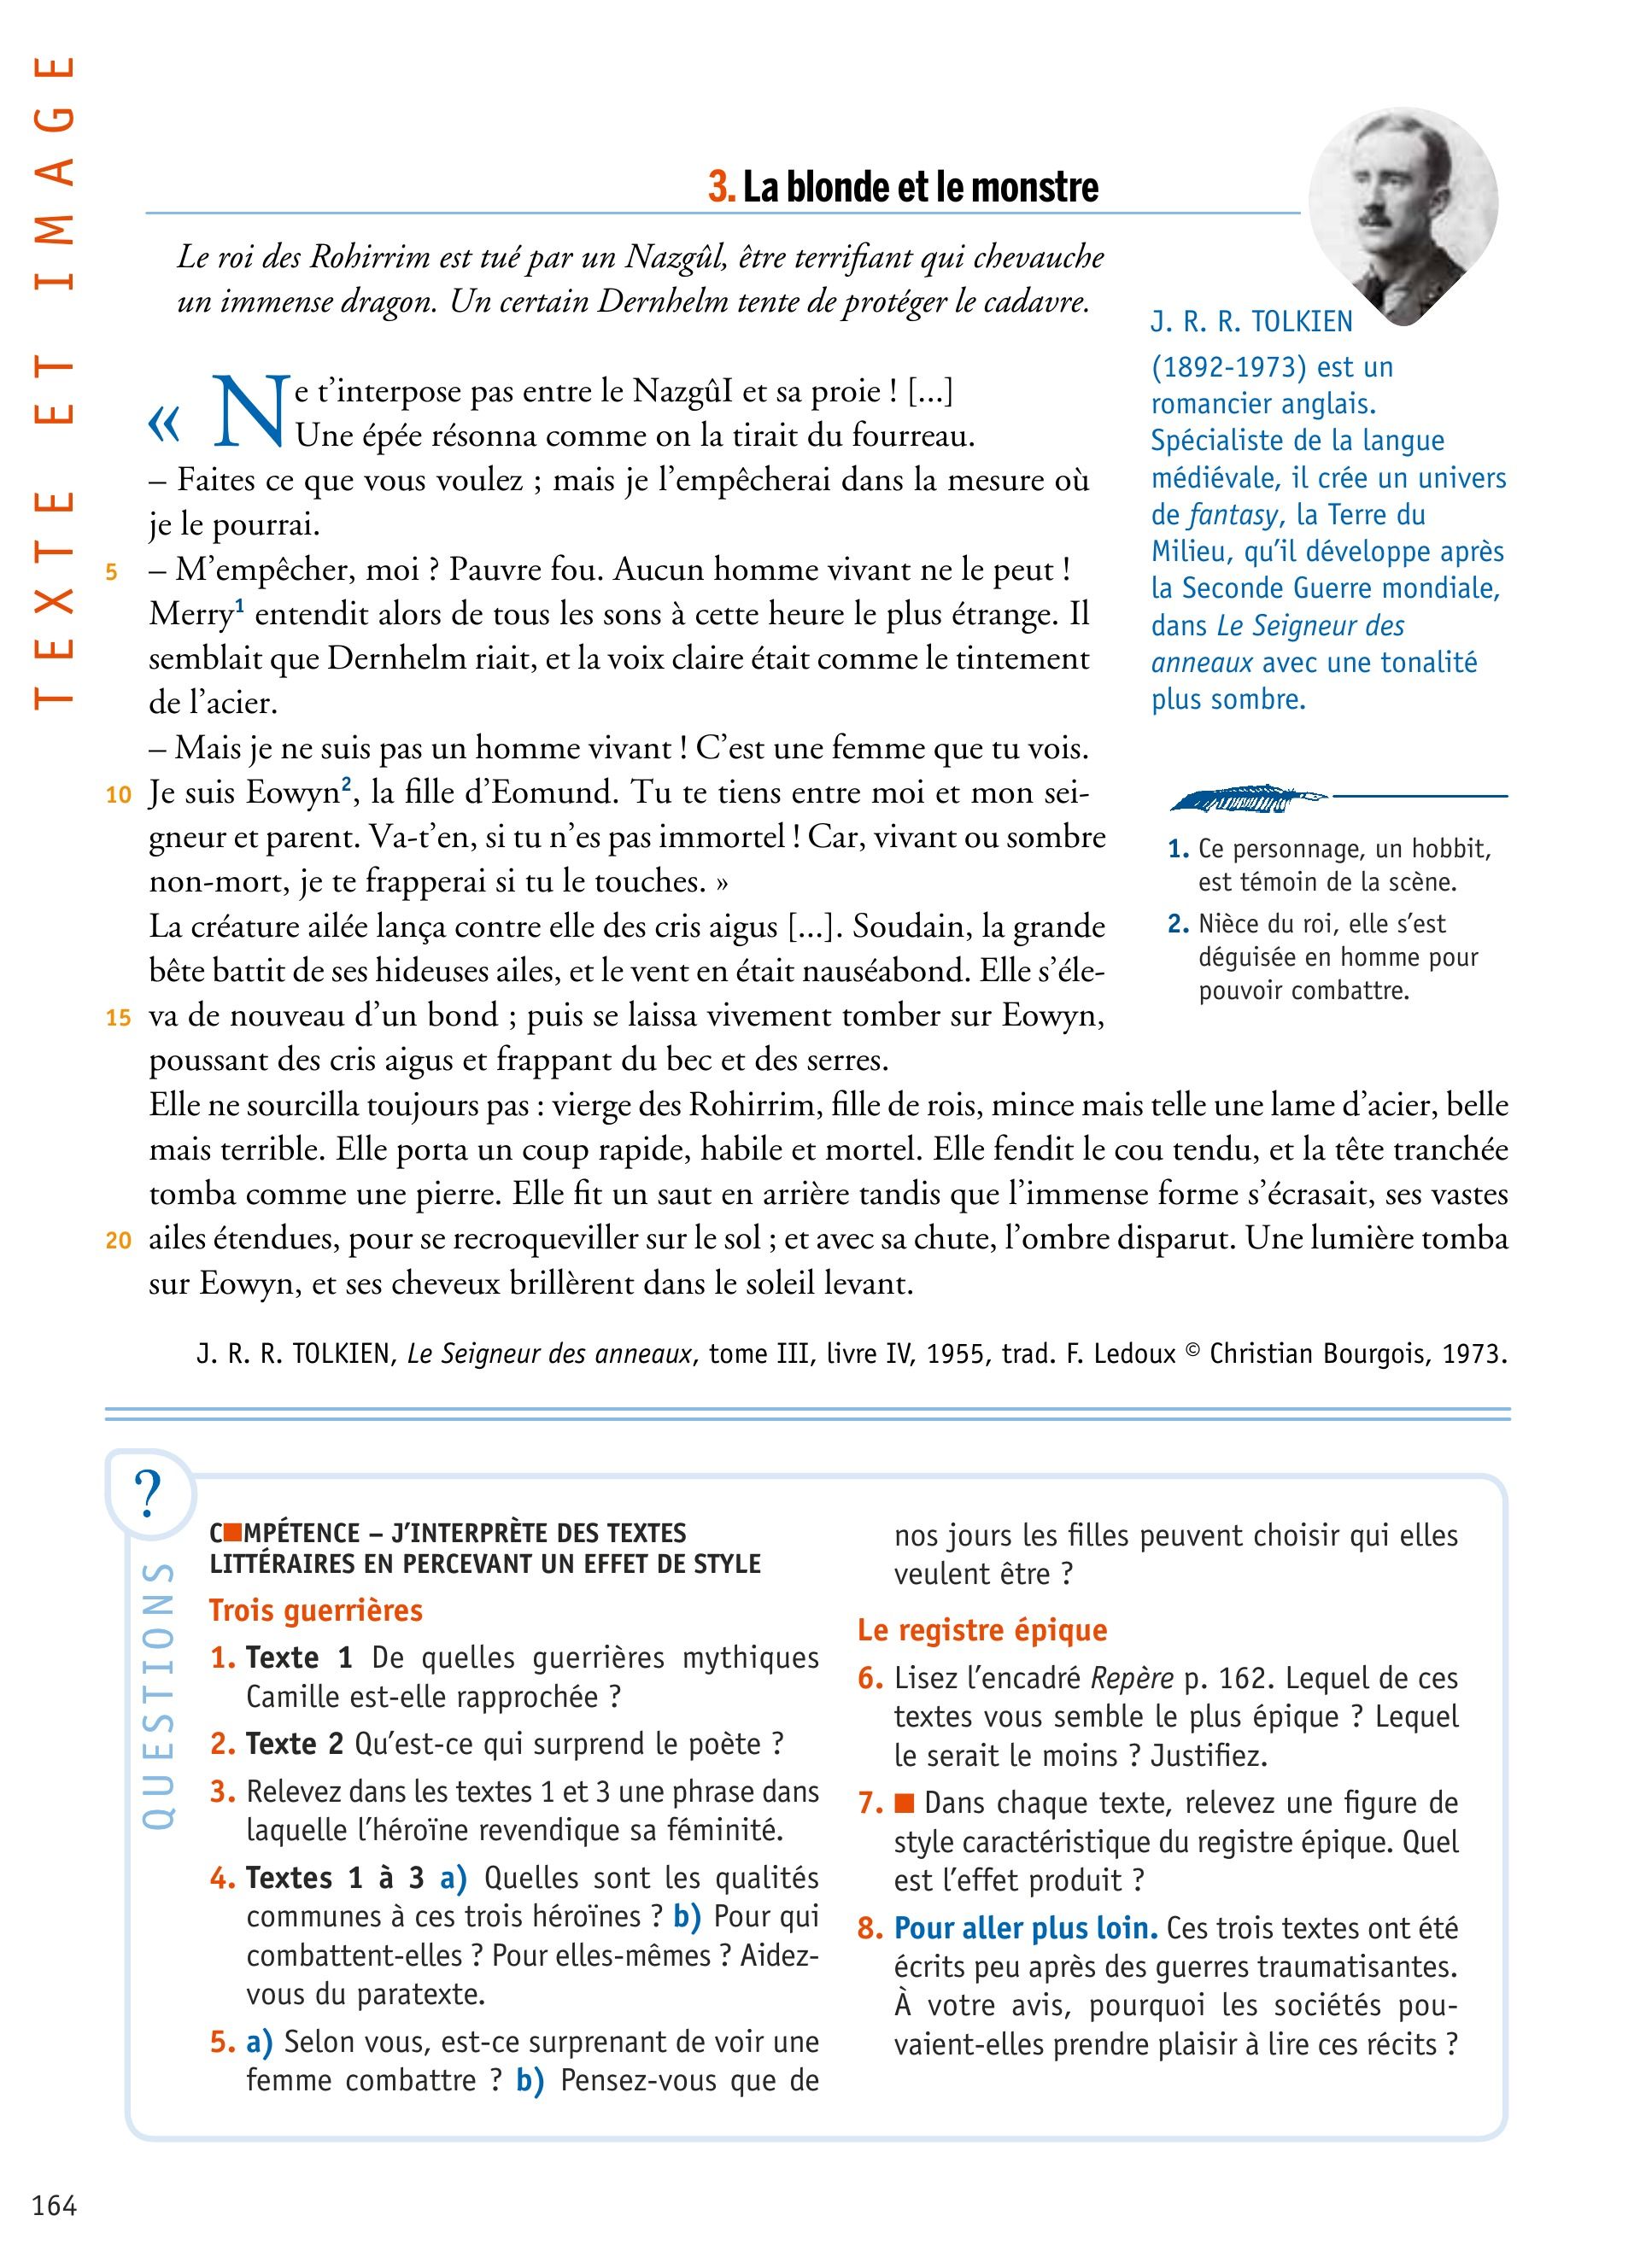 TEXTE ET IMAGE
3. La blonde et le monstre
Le roi des Rohirrim est tué par un Nazgûl, être terrifiant qui chevauche
un immense dragon. Un certain Dernhelm tente de protéger le cadavre.
« Ne t’interpose pas entre le NazgûI et sa proie ! [...]
Une épée résonna comme on la tirait du fourreau.
– Faites ce que vous voulez ; mais je l’empêcherai dans la mesure où
je le pourrai.
5 – M’empêcher, moi ? Pauvre fou. Aucun homme vivant ne le peut !
Merry1 entendit alors de tous les sons à cette heure le plus étrange. Il
semblait que Dernhelm riait, et la voix claire était comme le tintement
de l’acier.
– Mais je ne suis pas un homme vivant ! C’est une femme que tu vois.
10 Je suis Eowyn2, la fille d’Eomund. Tu te tiens entre moi et mon sei-
gneur et parent. Va-t’en, si tu n’es pas immortel ! Car, vivant ou sombre
non-mort, je te frapperai si tu le touches. »
La créature ailée lança contre elle des cris aigus [...]. Soudain, la grande
bête battit de ses hideuses ailes, et le vent en était nauséabond. Elle s’éle-
15 va de nouveau d’un bond ; puis se laissa vivement tomber sur Eowyn,
poussant des cris aigus et frappant du bec et des serres.
Elle ne sourcilla toujours pas : vierge des Rohirrim, fille de rois, mince mais telle une lame d’acier, belle
mais terrible. Elle porta un coup rapide, habile et mortel. Elle fendit le cou tendu, et la tête tranchée
tomba comme une pierre. Elle fit un saut en arrière tandis que l’immense forme s’écrasait, ses vastes
20 ailes étendues, pour se recroqueviller sur le sol ; et avec sa chute, l’ombre disparut. Une lumière tomba
sur Eowyn, et ses cheveux brillèrent dans le soleil levant.
J. R. R. TOLKIEN, Le Seigneur des anneaux, tome III, livre IV, 1955, trad. F. Ledoux © Christian Bourgois, 1973.
J. R. R. TOLKIEN
(1892-1973) est un
romancier anglais.
Spécialiste de la langue
médiévale, il crée un univers
de fantasy, la Terre du
Milieu, qu’il développe après
la Seconde Guerre mondiale,
dans Le Seigneur des
anneaux avec une tonalité
plus sombre.
1. Ce personnage, un hobbit,
est témoin de la scène.
2. Nièce du roi, elle s’est
déguisée en homme pour
pouvoir combattre.
?
QUESTIONS
C■MPÉTENCE – J’INTERPRÈTE DES TEXTES
LITTÉRAIRES EN PERCEVANT UN EFFET DE STYLE
Trois guerrières
1. Texte 1 De quelles guerrières mythiques
Camille est-elle rapprochée ?
2. Texte 2 Qu’est-ce qui surprend le poète ?
3. Relevez dans les textes 1 et 3 une phrase dans
laquelle l’héroïne revendique sa féminité.
4. Textes 1 à 3 a) Quelles sont les qualités
communes à ces trois héroïnes ? b) Pour qui
combattent-elles ? Pour elles-mêmes ? Aidez-
vous du paratexte.
5. a) Selon vous, est-ce surprenant de voir une
femme combattre ? b) Pensez-vous que de
nos jours les filles peuvent choisir qui elles
veulent être ?
Le registre épique
6. Lisez l’encadré Repère p. 162. Lequel de ces
textes vous semble le plus épique ? Lequel
le serait le moins ? Justifiez.
7. ■ Dans chaque texte, relevez une figure de
style caractéristique du registre épique. Quel
est l’effet produit ?
8. Pour aller plus loin. Ces trois textes ont été
écrits peu après des guerres traumatisantes.
À votre avis, pourquoi les sociétés pou-
vaient-elles prendre plaisir à lire ces récits ?
164